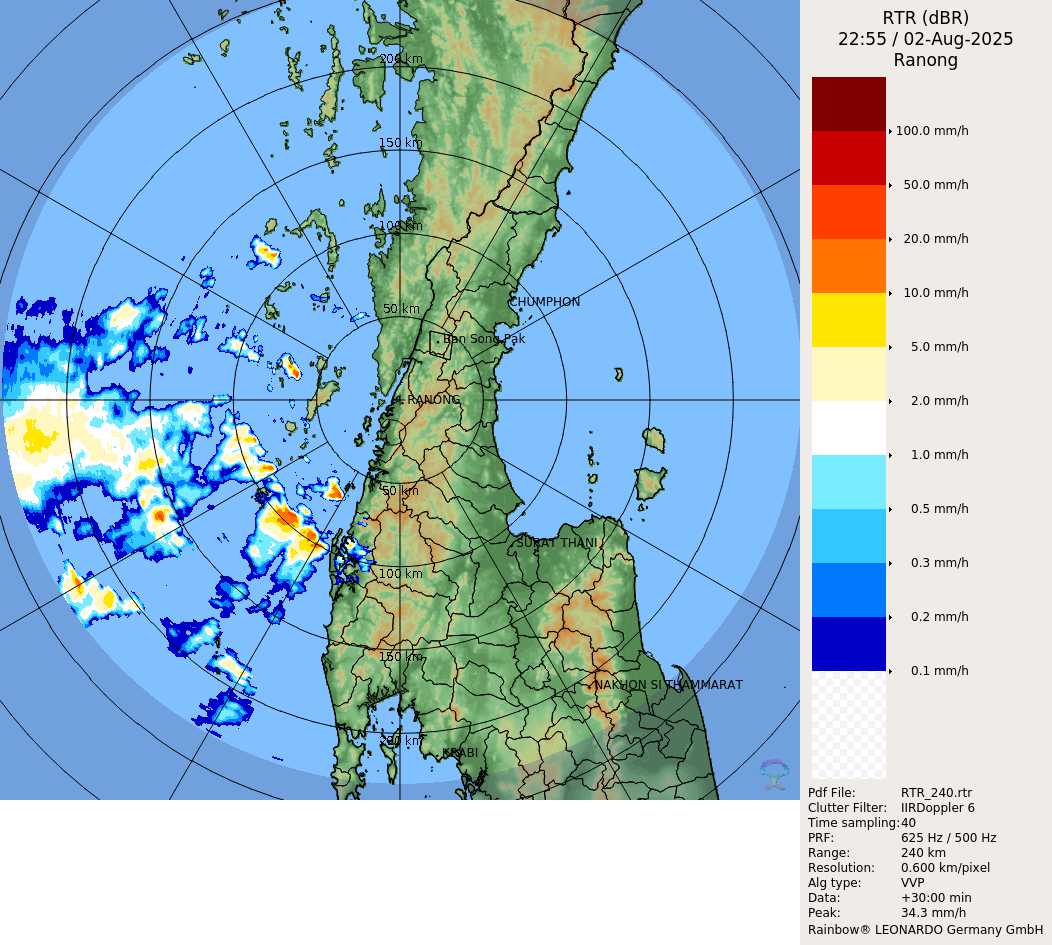 RTR (dBR)
22:55 / 02-Aug-2025
Ranong
100.0 mm/h
50.0 mm/h
20.0 mm/h
10.0 mm/h
5.0 mm/h
2.0 mm/h
1.0 mm/h
0.5 mm/h
0.3 mm/h
0.2 mm/h
0.1 mm/h
200 km
150 km
100 km
50 km
CHUMPHON
Ban Song Pak
RANONG
50 km
SURAT THANI
100 km
150 km
NAKHON SI THAMMARAT
200 km
KRABI
Pdf File: RTR_240.rtr
Clutter Filter: IIRDoppler 6
Time sampling: 40
PRF: 625 Hz / 500 Hz
Range: 240 km
Resolution: 0.600 km/pixel
Alg type: VVP
Data: +30:00 min
Peak: 34.3 mm/h
Rainbow® LEONARDO Germany GmbH